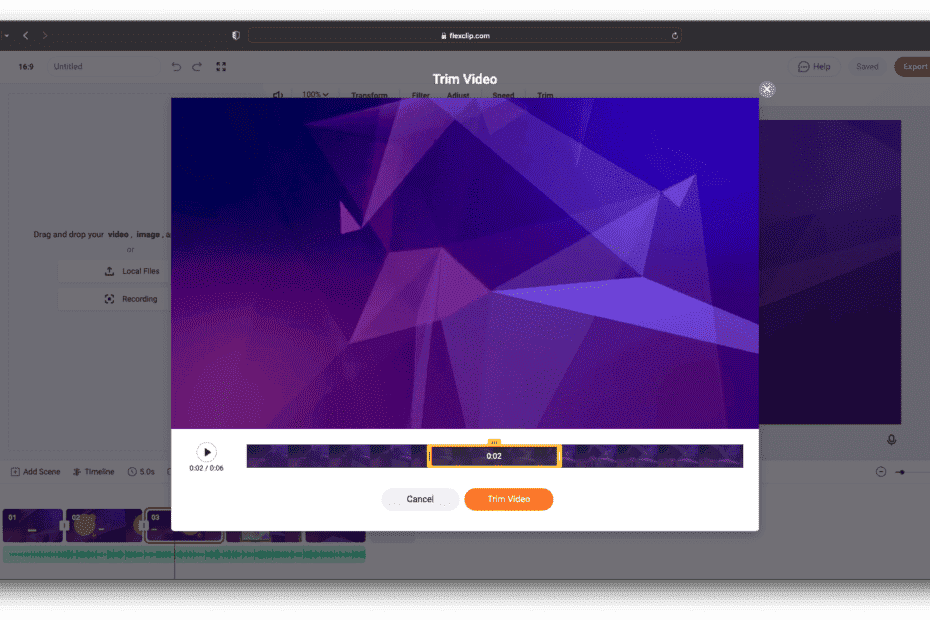 flexclip.com
16:9 Untitled Help Saved Export
Trim Video
100% Transform Filter Adjust Speed Trim
Drag and drop your video, image, a
or
Local Files
Recording
0:02
0:02 / 0:06
Add Scene Timeline 5.0s
Cancel Trim Video
01 02 03